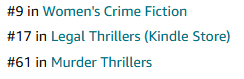 #9 in Women's Crime Fiction
#17 in Legal Thrillers (Kindle Store)
#61 in Murder Thrillers